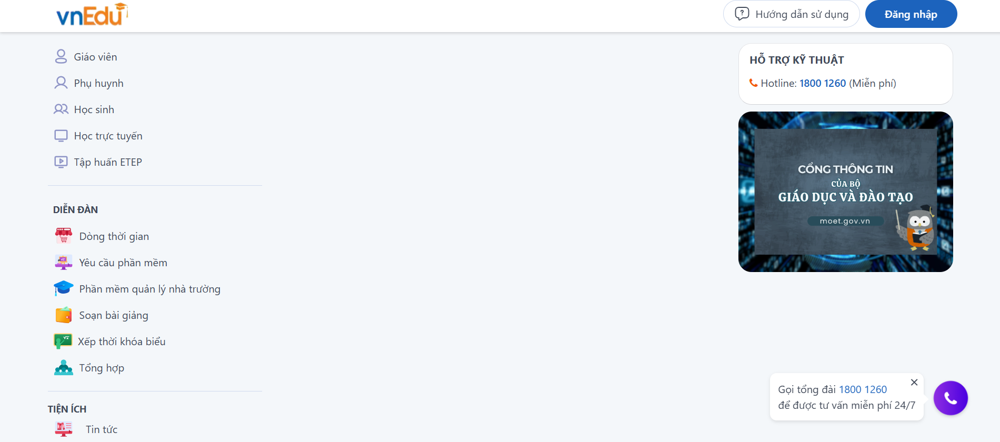 vnEdu
Hướng dẫn sử dụng
Đăng nhập
Giáo viên
Phụ huynh
Học sinh
Học trực tuyến
Tập huấn ETEP
DIỄN ĐÀN
Dòng thời gian
Yêu cầu phần mềm
Phần mềm quản lý nhà trường
Soạn bài giảng
Xếp thời khóa biểu
Tổng hợp
TIỆN ÍCH
Tin tức
HỖ TRỢ KỸ THUẬT
Hotline: 1800 1260 (Miễn phí)
CỔNG THÔNG TIN
CỦA BỘ
GIÁO DỤC VÀ ĐÀO TẠO
moet.gov.vn
Gọi tổng đài 1800 1260
để được tư vấn miễn phí 24/7